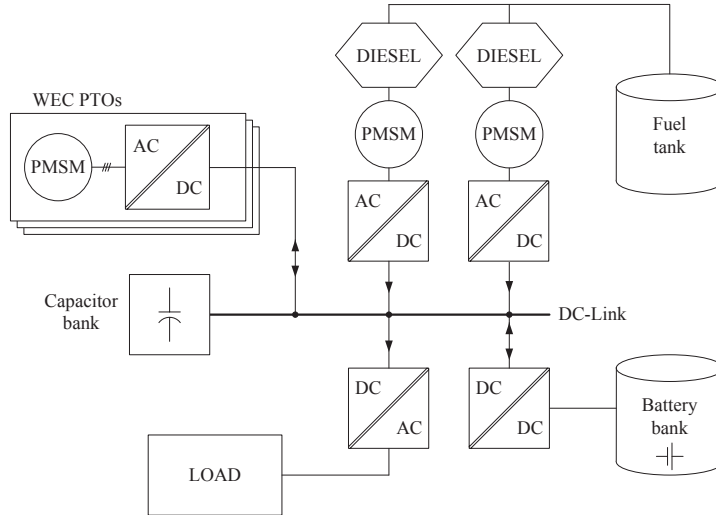 DIESEL
DIESEL
WEC PTOs
PMSM
AC
DC
PMSM
PMSM
Fuel
tank
AC
DC
AC
DC
Capacitor
bank
DC-Link
DC
AC
DC
DC
Battery
bank
LOAD